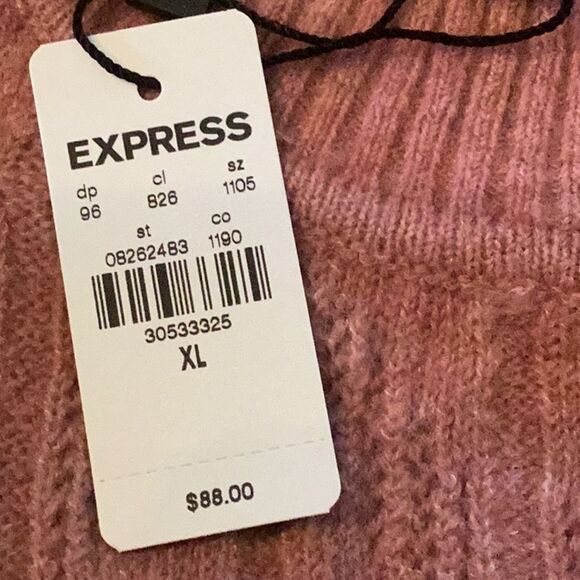 EXPRESS
dp cl sz
96 826 1105
st co
08262483 1190
30533325
XL
$88.00